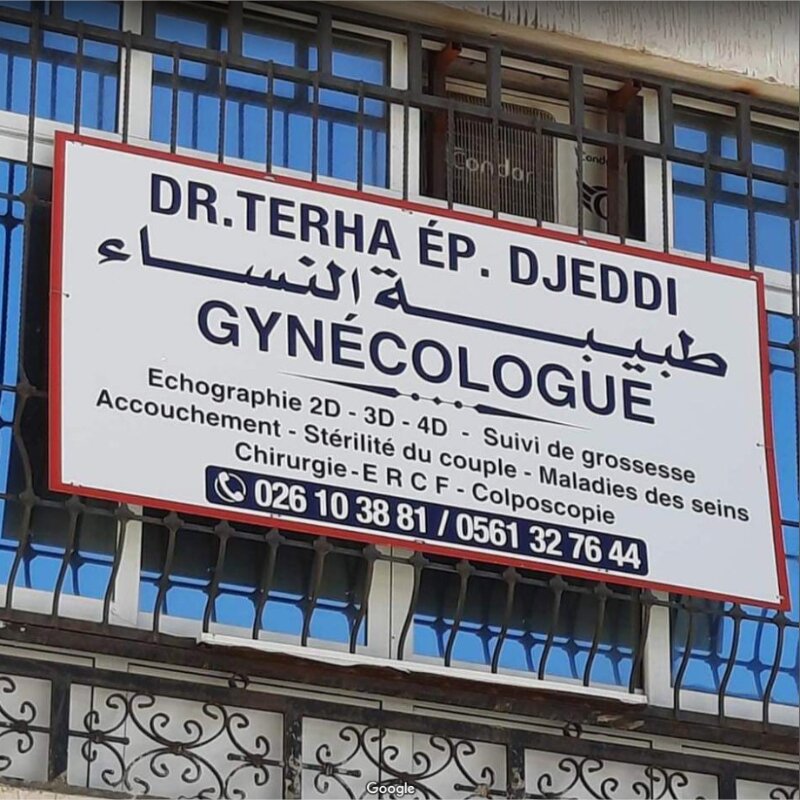 Condor
Condor
DR.TERHA ÉP. DJEDDI
طبيبة النساء
GYNÉCOLOGUE
Echographie 2D - 3D - 4D - Suivi de grossesse
Accouchement - Stérilité du couple - Maladies des seins
Chirurgie - E R C F - Colposcopie
026 10 38 81 / 0561 32 76 44
Google